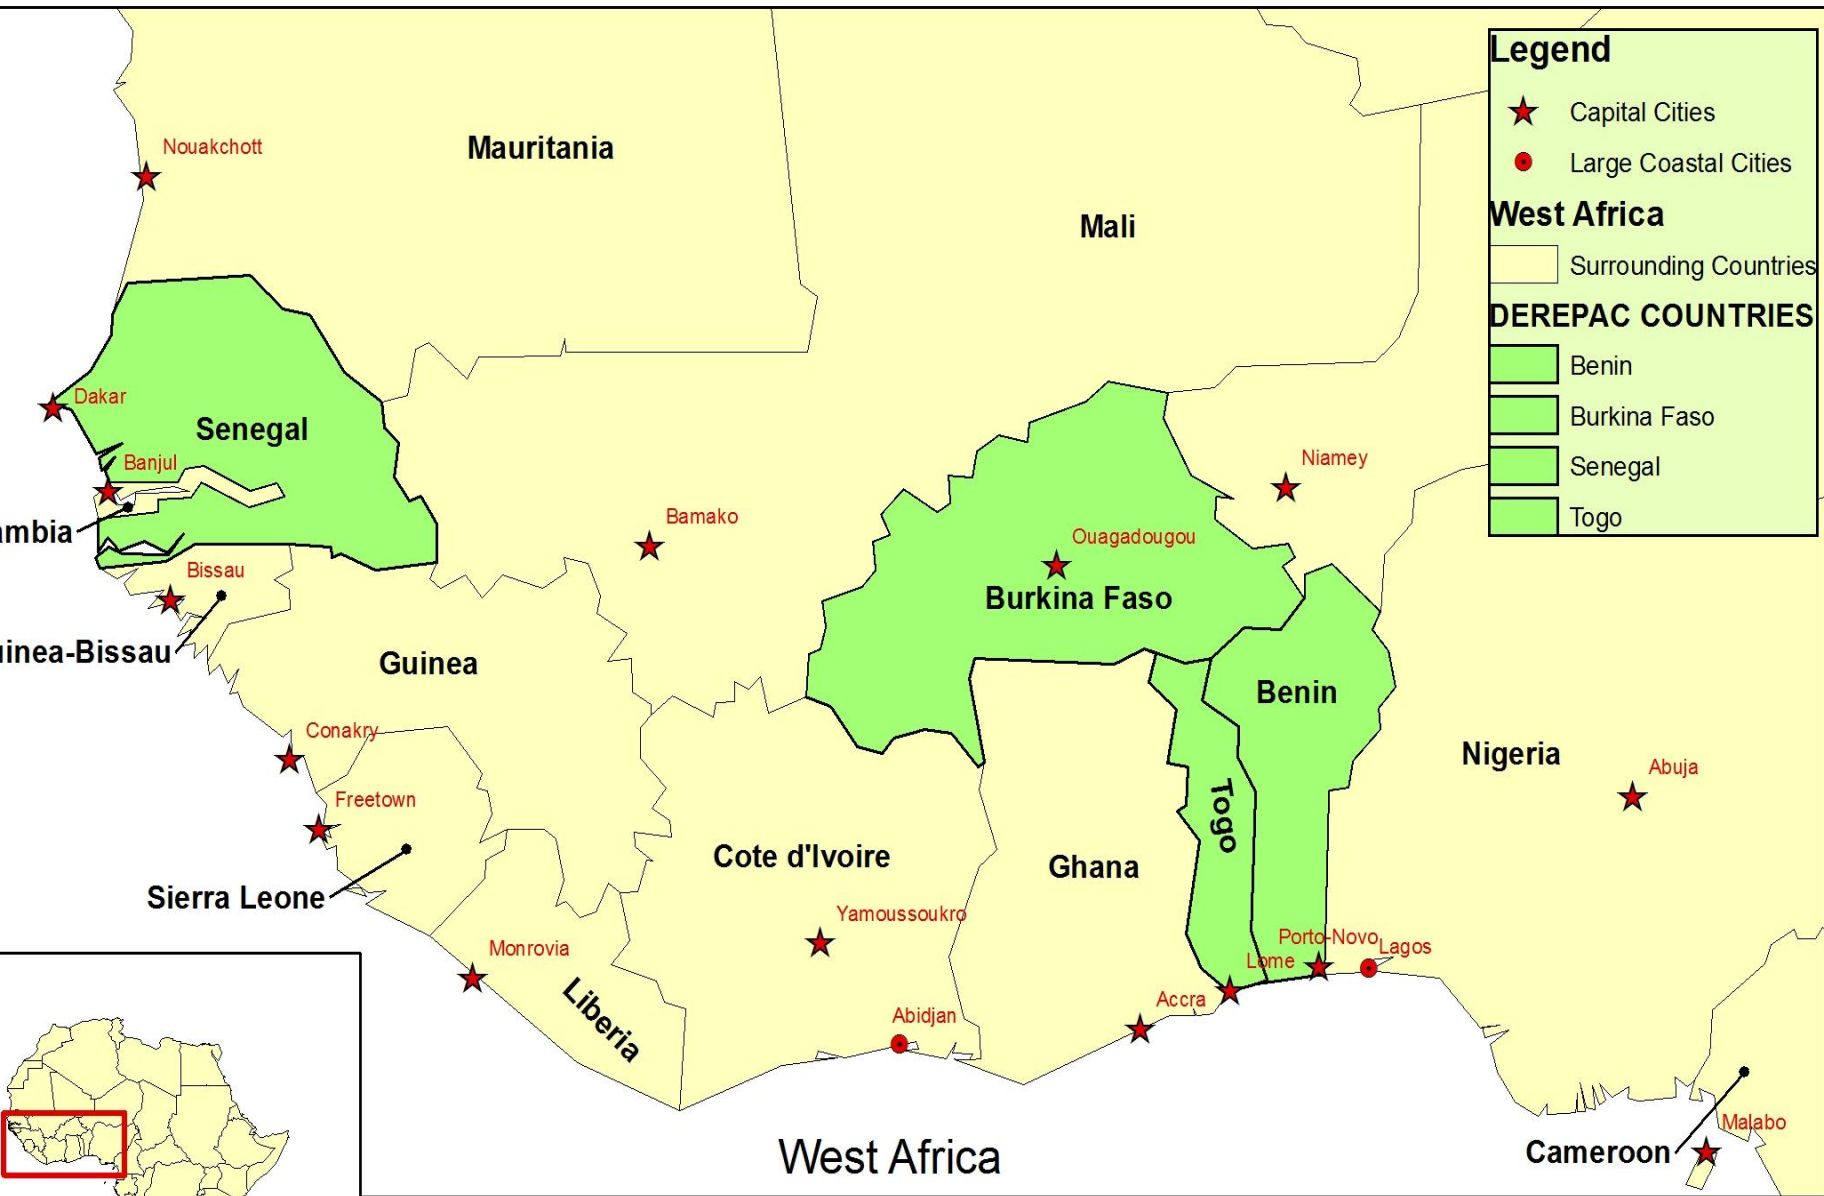 Legend
Capital Cities
Large Coastal Cities
West Africa
Surrounding Countries
DEREPAC COUNTRIES
Benin
Burkina Faso
Senegal
Togo
Nouakchott
Mauritania
Mali
Dakar
Senegal
Banjul
ambia
Niamey
Bamako
Ouagadougou
Burkina Faso
Bissau
uinea-Bissau
Guinea
Benin
Conakry
Nigeria
Abuja
Freetown
Togo
Cote d'Ivoire
Ghana
Sierra Leone
Yamoussoukro
Monrovia
Porto-Novo
Lagos
Lome
Liberia
Accra
Abidjan
Malabo
Cameroon
West Africa